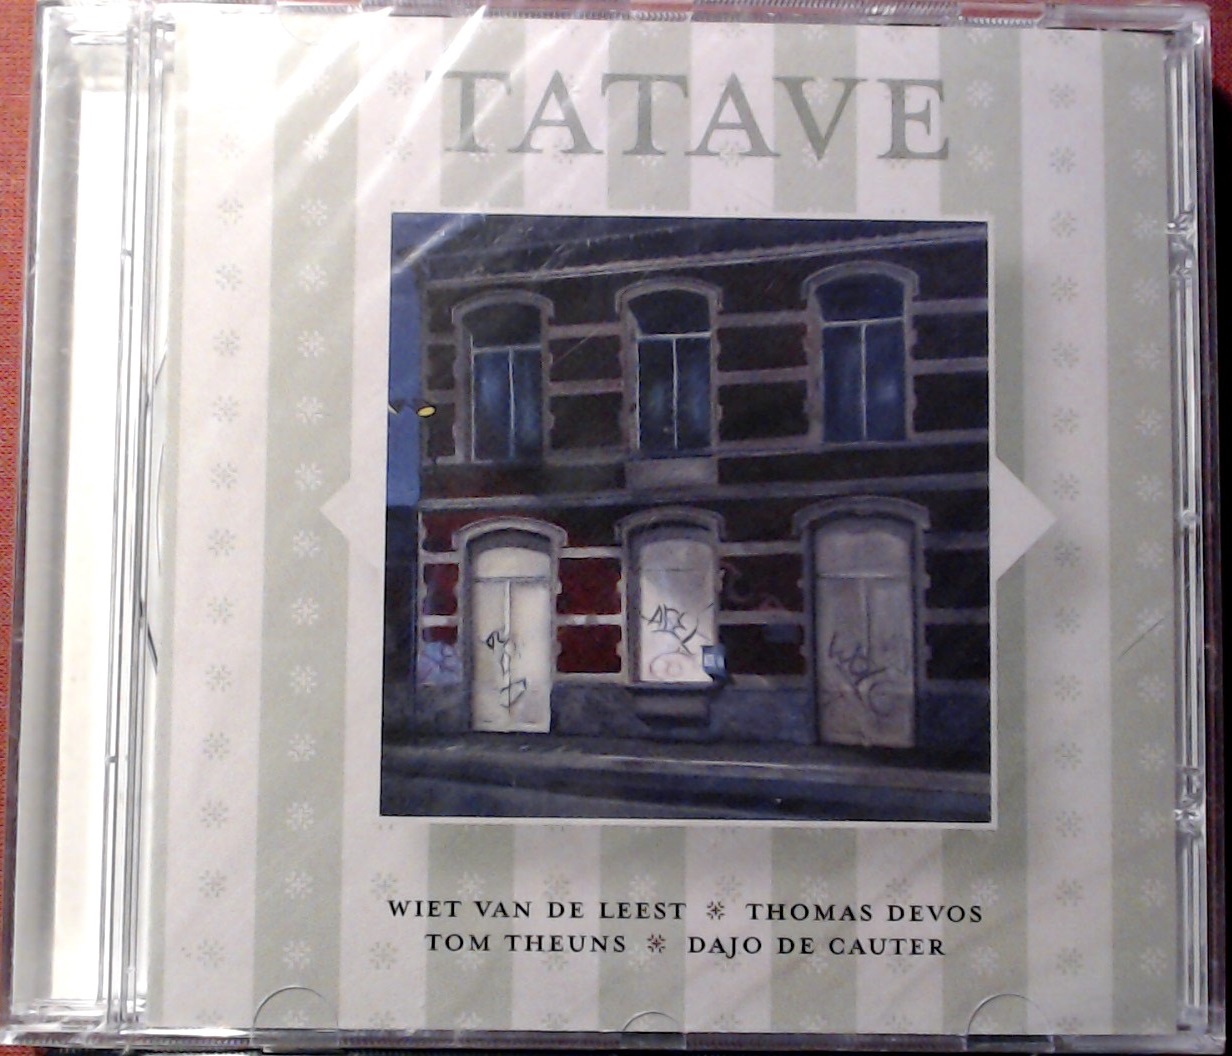 TATAVE
WIET VAN DE LEEST ※ THOMAS DEVOS
TOM THEUNS ※ DAJO DE CAUTER